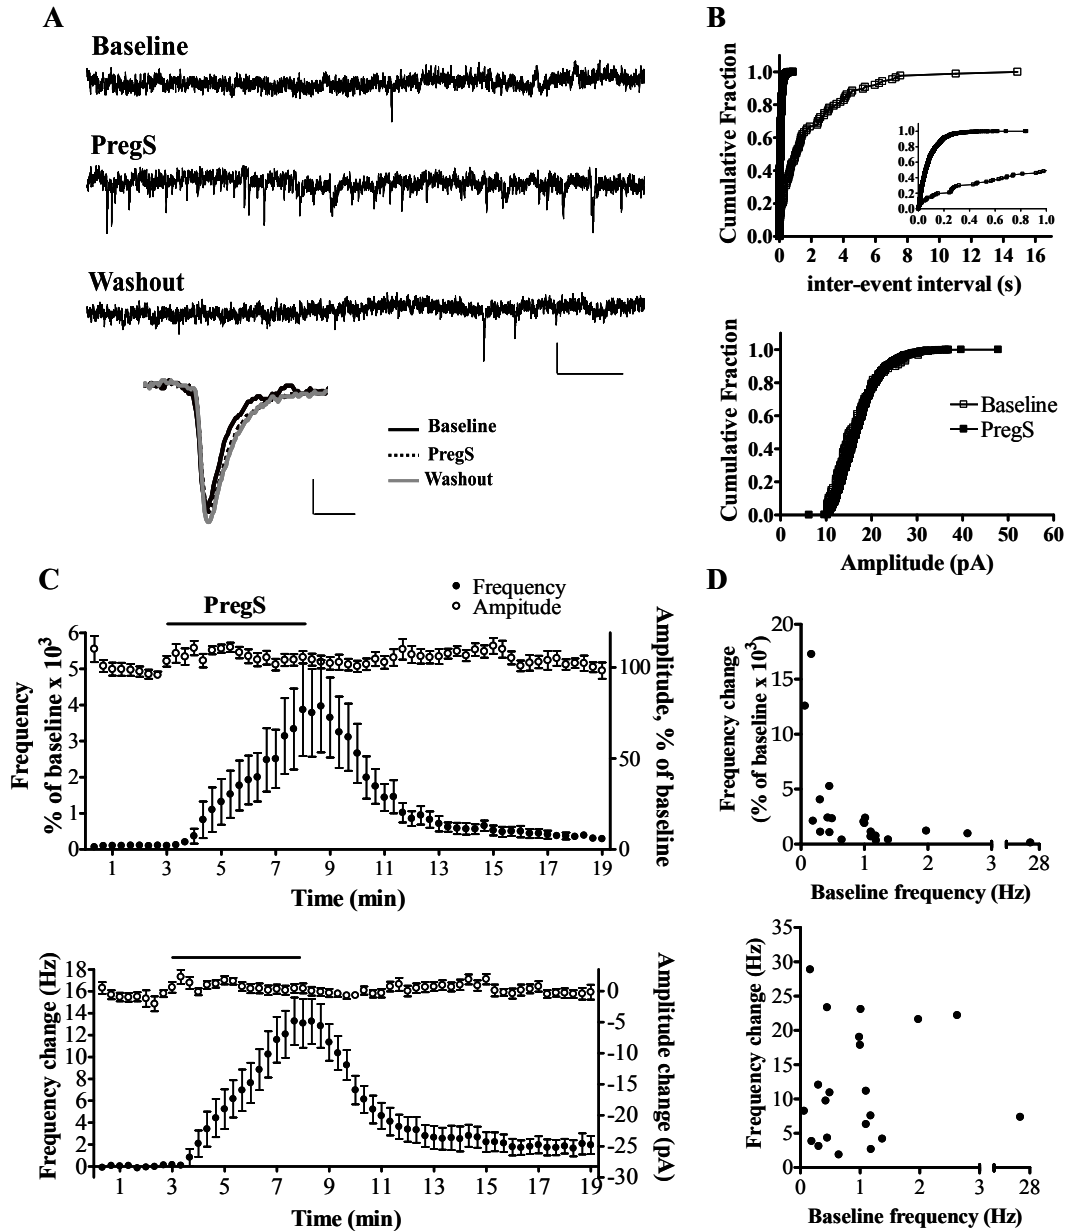 A
Baseline
PregS
Washout
Baseline
PregS
Washout
B
Cumulative Fraction
1.0
0.8
0.6
0.4
0.2
0.0
0 2 4 6 8 10 12 14 16
inter-event interval (s)
1.0
0.8
0.6
0.4
0.2
0.0
0.0 0.2 0.4 0.6 0.8 1.0
Cumulative Fraction
1.0
0.8
0.6
0.4
0.2
0.0
0 10 20 30 40 50 60
Amplitude (pA)
Baseline
PregS
C
PregS
Frequency
Ampitude
Frequency
% of baseline x 10³
6
5
4
3
2
1
0
1 3 5 7 9 11 13 15 17 19
Time (min)
Amplitude, % of baseline
100
50
0
Frequency change (Hz)
18
16
14
12
10
8
6
4
2
0
1 3 5 7 9 11 13 15 17 19
Time (min)
Amplitude change (pA)
0
-5
-10
-15
-20
-25
-30
D
Frequency change
(% of baseline x 10³)
20
15
10
5
0
0 1 2 3 28
Baseline frequency (Hz)
Frequency change (Hz)
35
30
25
20
15
10
5
0
0 1 2 3 28
Baseline frequency (Hz)